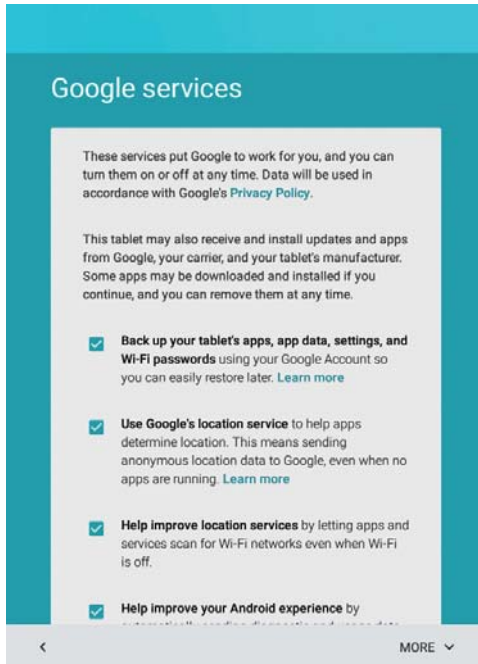 Google services
These services put Google to work for you, and you can
turn them on or off at any time. Data will be used in
accordance with Google's Privacy Policy.
This tablet may also receive and install updates and apps
from Google, your carrier, and your tablet's manufacturer.
Some apps may be downloaded and installed if you
continue, and you can remove them at any time.
Back up your tablet's apps, app data, settings, and
Wi-Fi passwords using your Google Account so
you can easily restore later. Learn more
Use Google's location service to help apps
determine location. This means sending
anonymous location data to Google, even when no
apps are running. Learn more
Help improve location services by letting apps and
services scan for Wi-Fi networks even when Wi-Fi
is off.
Help improve your Android experience by
MORE